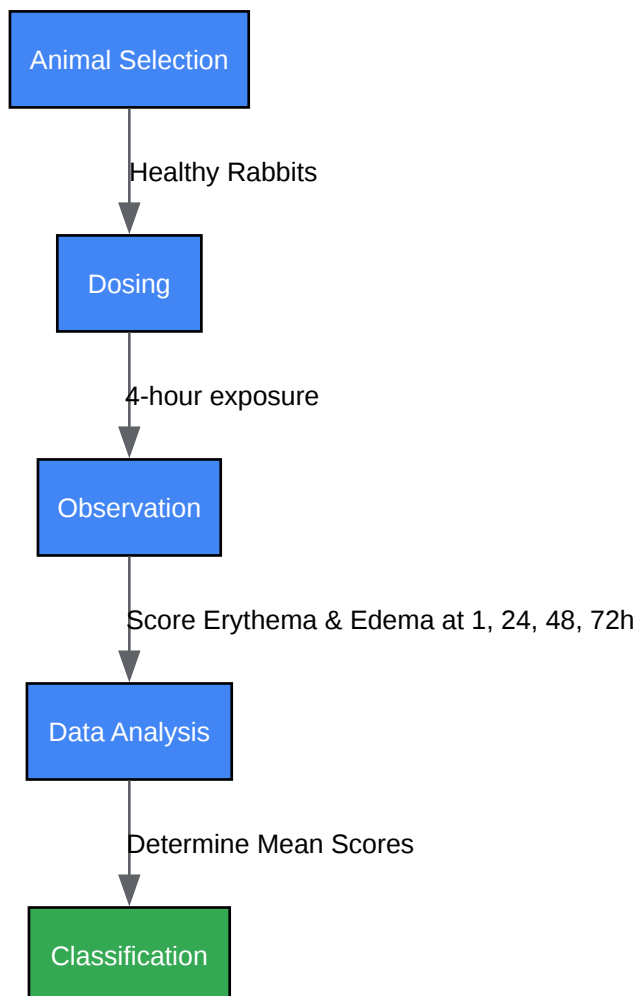 Animal Selection
Healthy Rabbits
Dosing
4-hour exposure
Observation
Score Erythema & Edema at 1, 24, 48, 72h
Data Analysis
Determine Mean Scores
Classification